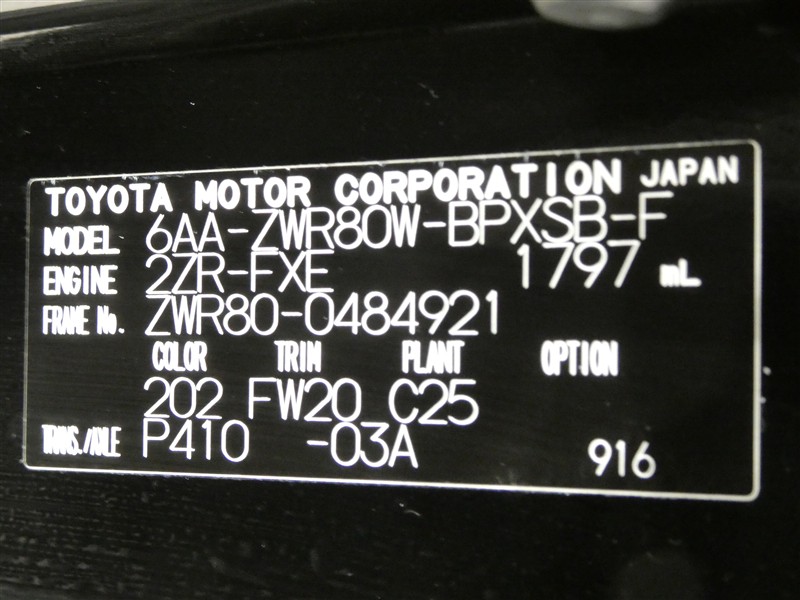 TOYOTA MOTOR CORPORATION JAPAN
MODEL 6AA-ZWR80W-BPXSB-F
ENGINE 2ZR-FXE 1797 mL
FRAME No. ZWR80-0484921
COLOR TRIM PLANT OPTION
202 FW20 C25
TRANS./AXLE P410 -03A 916